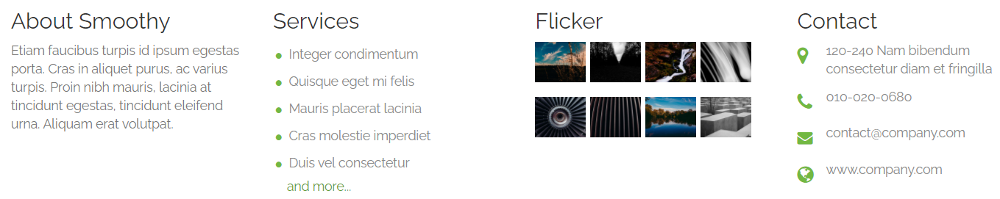 About Smoothy
Etiam faucibus turpis id ipsum egestas
porta. Cras in aliquet purus, ac varius
turpis. Proin nibh mauris, lacinia at
tincidunt egestas, tincidunt eleifend
urna. Aliquam erat volutpat.
Services
Integer condimentum
Quisque eget mi felis
Mauris placerat lacinia
Cras molestie imperdiet
Duis vel consectetur
and more...
Flicker
Contact
120-240 Nam bibendum
consectetur diam et fringilla
010-020-0680
contact@company.com
www.company.com